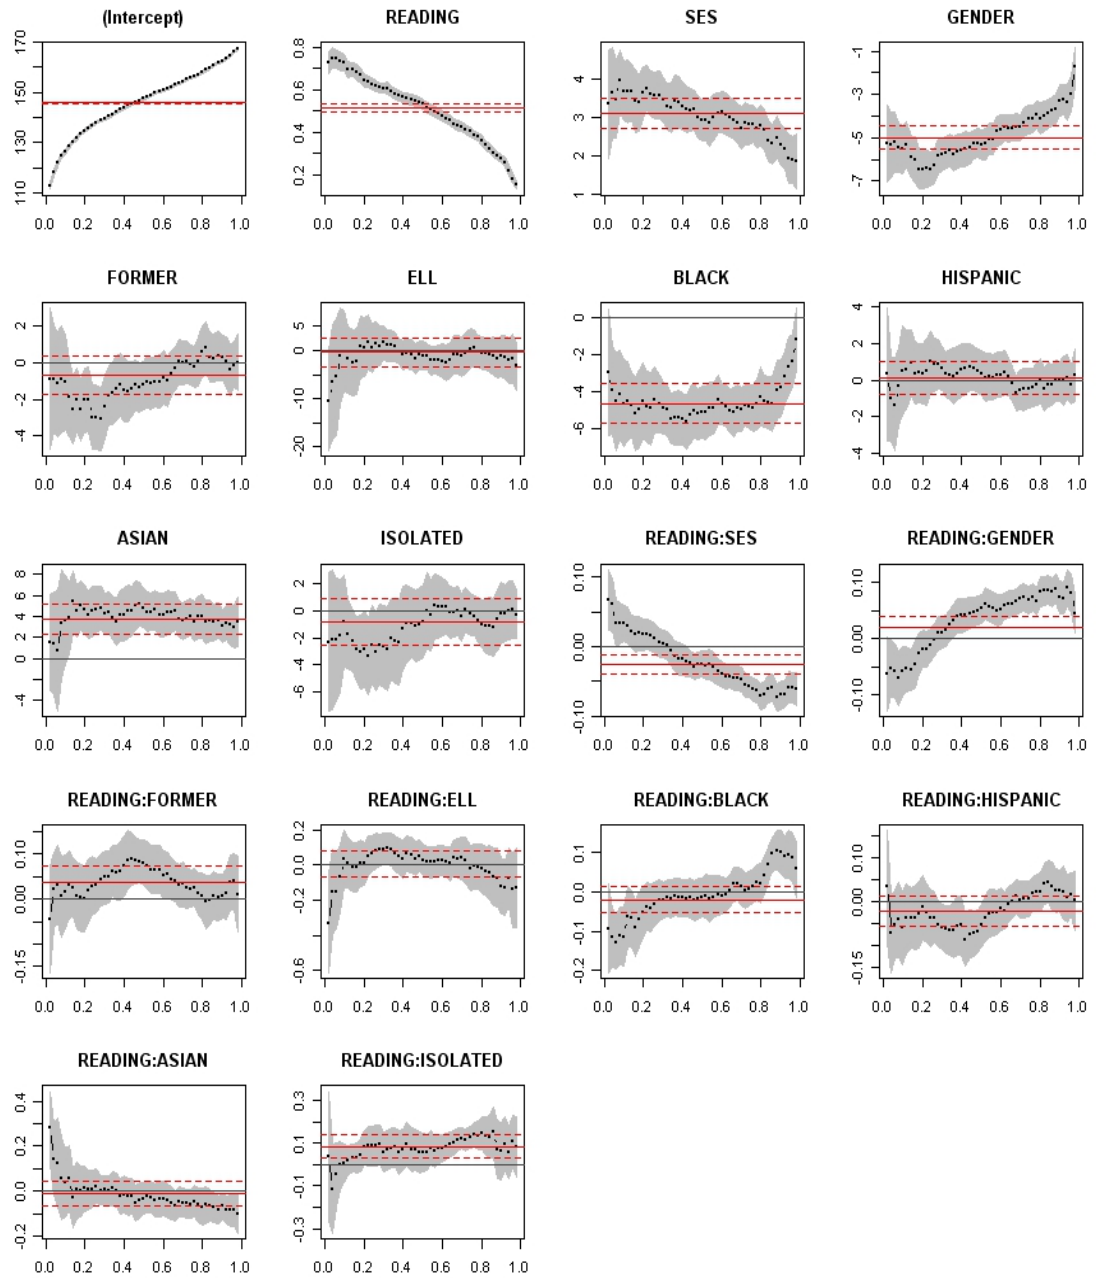 (Intercept) READING SES GENDER
110 130 150 170
0.2 0.4 0.6 0.8
1 2 3 4
-7 -5 -3 -1
0.0 0.2 0.4 0.6 0.8 1.0 0.0 0.2 0.4 0.6 0.8 1.0 0.0 0.2 0.4 0.6 0.8 1.0 0.0 0.2 0.4 0.6 0.8 1.0
FORMER ELL BLACK HISPANIC
-4 -2 0 2
-20 -10 0 5
-6 -4 -2 0
-4 -2 0 2 4
0.0 0.2 0.4 0.6 0.8 1.0 0.0 0.2 0.4 0.6 0.8 1.0 0.0 0.2 0.4 0.6 0.8 1.0 0.0 0.2 0.4 0.6 0.8 1.0
ASIAN ISOLATED READING:SES READING:GENDER
-4 0 2 4 6 8
-6 -4 -2 0 2
-0.10 0.00 0.10
-0.10 0.00 0.10
0.0 0.2 0.4 0.6 0.8 1.0 0.0 0.2 0.4 0.6 0.8 1.0 0.0 0.2 0.4 0.6 0.8 1.0 0.0 0.2 0.4 0.6 0.8 1.0
READING:FORMER READING:ELL READING:BLACK READING:HISPANIC
-0.15 0.00 0.10
-0.6 -0.2 0.0 0.2
-0.2 -0.1 0.0 0.1
-0.15 0.00 0.10
0.0 0.2 0.4 0.6 0.8 1.0 0.0 0.2 0.4 0.6 0.8 1.0 0.0 0.2 0.4 0.6 0.8 1.0 0.0 0.2 0.4 0.6 0.8 1.0
READING:ASIAN READING:ISOLATED
-0.2 0.0 0.2 0.4
-0.3 -0.1 0.1 0.3
0.0 0.2 0.4 0.6 0.8 1.0 0.0 0.2 0.4 0.6 0.8 1.0